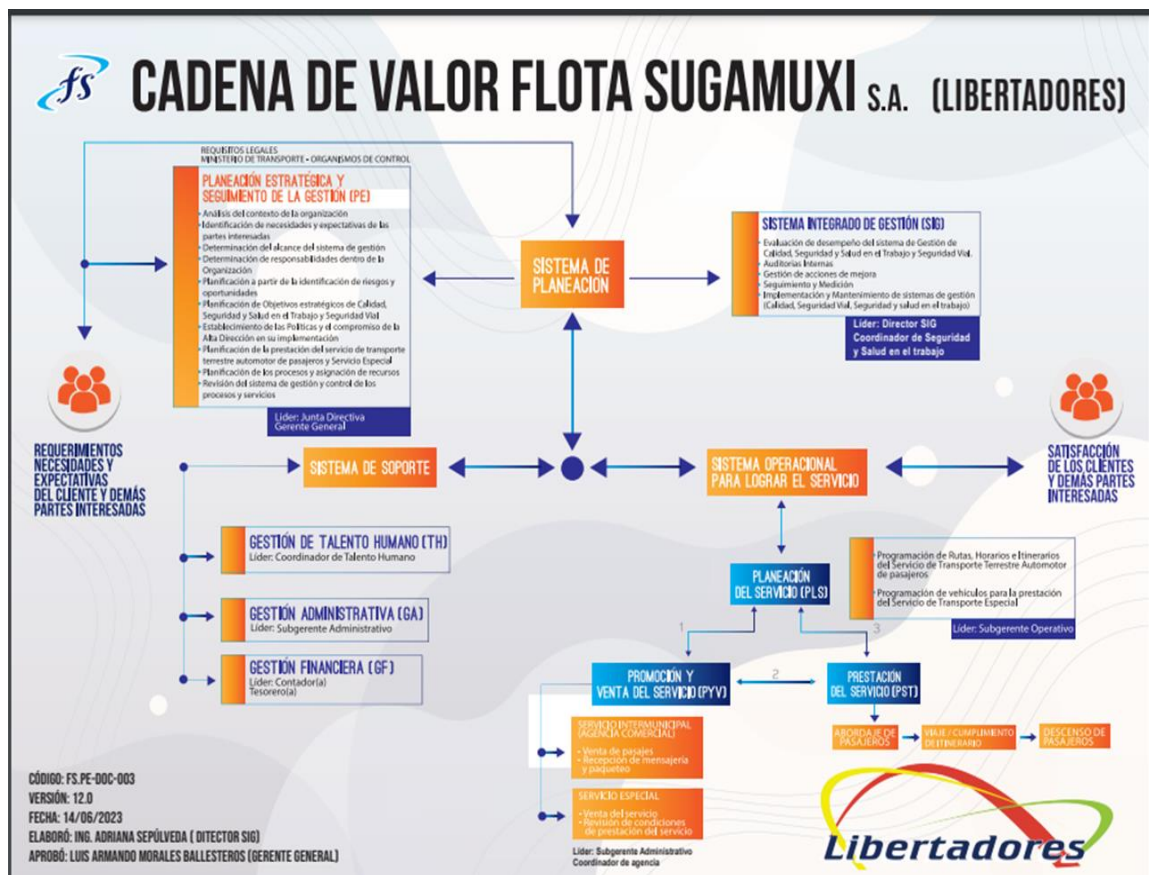 fs
CADENA DE VALOR FLOTA SUGAMUXI S.A. (LIBERTADORES)
REQUISITOS LEGALES
MINISTERIO DE TRANSPORTE - ORGANISMOS DE CONTROL
PLANEACIÓN ESTRATÉGICA Y
SEGUIMIENTO DE LA GESTIÓN (PE)
• Análisis del contexto de la organización
• Identificación de necesidades y expectativas de las
partes interesadas
• Determinación del alcance del sistema de gestión
• Determinación de responsabilidades dentro de la
Organización
• Planificación a partir de la identificación de riesgos y
oportunidades
• Planificación de Objetivos estratégicos de Calidad,
Seguridad y Salud en el Trabajo y Seguridad Vial
• Establecimiento de las Políticas y el compromiso de la
Alta Dirección en su implementación
• Planificación de la prestación del servicio de transporte
terrestre automotor de pasajeros y Servicio Especial
• Planificación de los procesos y asignación de recursos
• Revisión del sistema de gestión y control de los
procesos y servicios
Líder: Junta Directiva
Gerente General
SISTEMA DE
PLANEACIÓN
SISTEMA INTEGRADO DE GESTIÓN (SIG)
• Evaluación de desempeño del sistema de Gestión de
Calidad, Seguridad y Salud en el Trabajo y Seguridad Vial.
• Auditorias Internas
• Gestión de acciones de mejora
• Seguimiento y Medición
• Implementación y Mantenimiento de sistemas de gestión
(Calidad, Seguridad Vial, Seguridad y salud en el trabajo)
Líder: Director SIG
Coordinador de Seguridad
y Salud en el trabajo
REQUERIMIENTOS
NECESIDADES Y
EXPECTATIVAS
DEL CLIENTE Y DEMÁS
PARTES INTERESADAS
SISTEMA DE SOPORTE
SISTEMA OPERACIONAL
PARA LOGRAR EL SERVICIO
SATISFACCIÓN
DE LOS CLIENTES
Y DEMÁS PARTES
INTERESADAS
GESTIÓN DE TALENTO HUMANO (TH)
Líder: Coordinador de Talento Humano
GESTIÓN ADMINISTRATIVA (GA)
Líder: Subgerente Administrativo
GESTIÓN FINANCIERA (GF)
Líder: Contador(a)
Tesorero(a)
PLANEACIÓN
DEL SERVICIO (PLS)
• Programación de Rutas, Horarios e Itinerarios
del Servicio de Transporte Terrestre Automotor
de pasajeros
• Programación de vehículos para la prestación
del Servicio de Transporte Especial
Líder: Subgerente Operativo
1
3
PROMOCIÓN Y
VENTA DEL SERVICIO (PYV)
2
PRESTACIÓN
DEL SERVICIO (PST)
SERVICIO INTERMUNICIPAL
(AGENCIA COMERCIAL)
• Venta de pasajes
• Recepción de mensajería
y paqueteo
ABORDAJE DE
PASAJEROS
VIAJE / CUMPLIMIENTO
DE ITINERARIO
DESCENSO DE
PASAJEROS
SERVICIO ESPECIAL
• Venta del servicio
• Revisión de condiciones
de prestación del servicio
Líder: Subgerente Administrativo
Coordinador de agencia
CÓDIGO: FS.PE-DOC-003
VERSIÓN: 12.0
FECHA: 14/06/2023
ELABORÓ: ING. ADRIANA SEPÚLVEDA ( DITECTOR SIG)
APROBÓ: LUIS ARMANDO MORALES BALLESTEROS (GERENTE GENERAL)
Libertadores